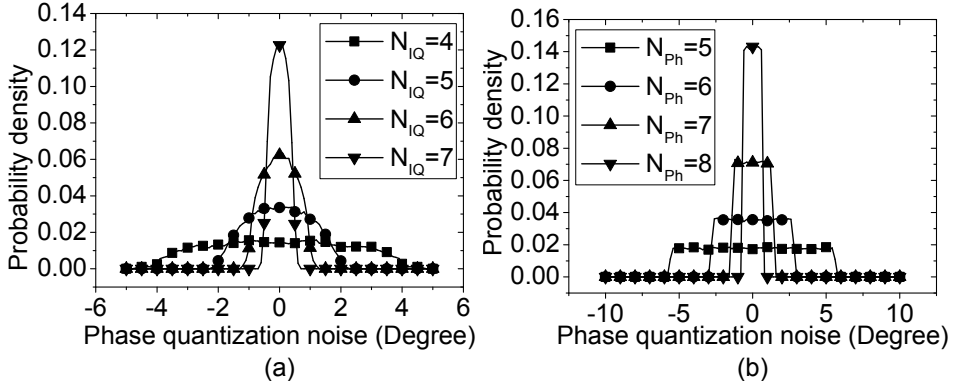 0.14
0.12
0.10
0.08
0.06
0.04
0.02
0.00
Probability density
-6 -4 -2 0 2 4 6
Phase quantization noise (Degree)
N_IQ=4
N_IQ=5
N_IQ=6
N_IQ=7
(a)
0.16
0.14
0.12
0.10
0.08
0.06
0.04
0.02
0.00
Probability density
-10 -5 0 5 10
Phase quantization noise (Degree)
N_Ph=5
N_Ph=6
N_Ph=7
N_Ph=8
(b)